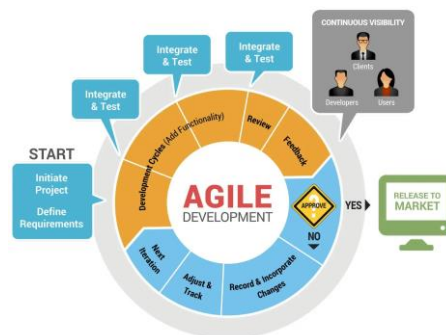 CONTINUOUS VISIBILITY
Clients
Developers
Users
Integrate
& Test
Integrate
& Test
Integrate
& Test
START
Initiate
Project
Define
Requirements
Development Cycles (Add Functionality)
Review
Feedback
AGILE
DEVELOPMENT
APPROVE
YES
NO
RELEASE TO
MARKET
Record & Incorporate
Changes
Adjust &
Track
Next
Iteration